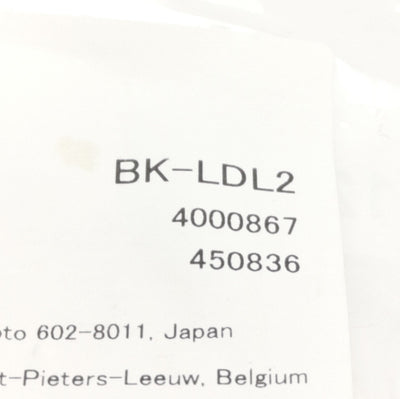 BK-LDL2
4000867
450836
oto 602-8011, Japan
t-Pieters-Leeuw, Belgium